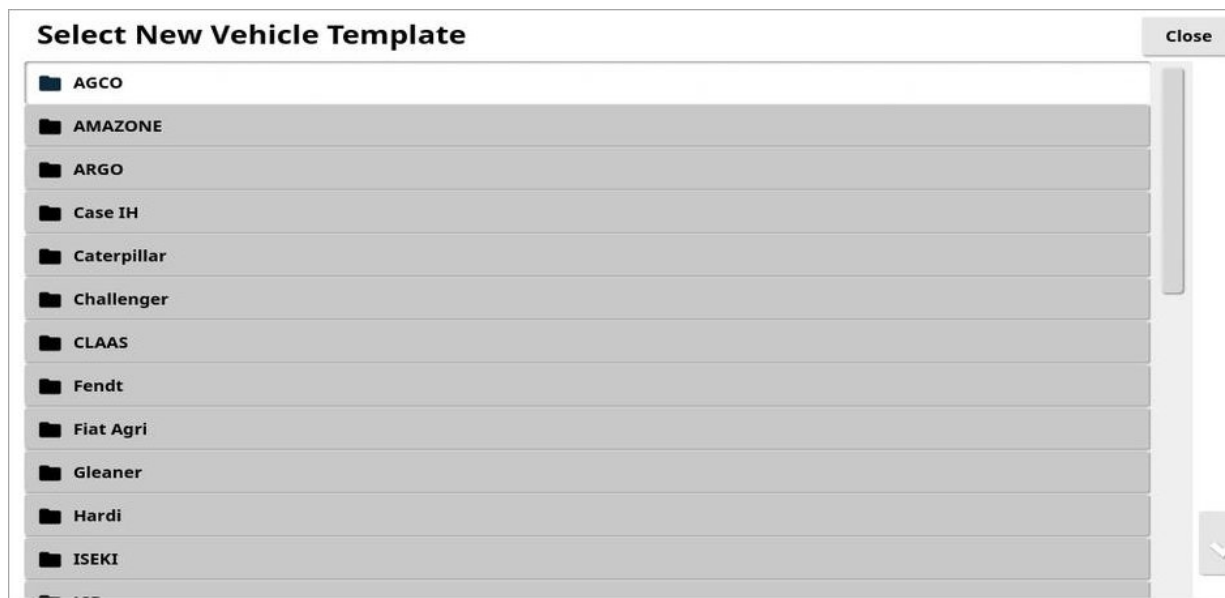 Select New Vehicle Template
Close
AGCO
AMAZONE
ARGO
Case IH
Caterpillar
Challenger
CLAAS
Fendt
Fiat Agri
Gleaner
Hardi
ISEKI